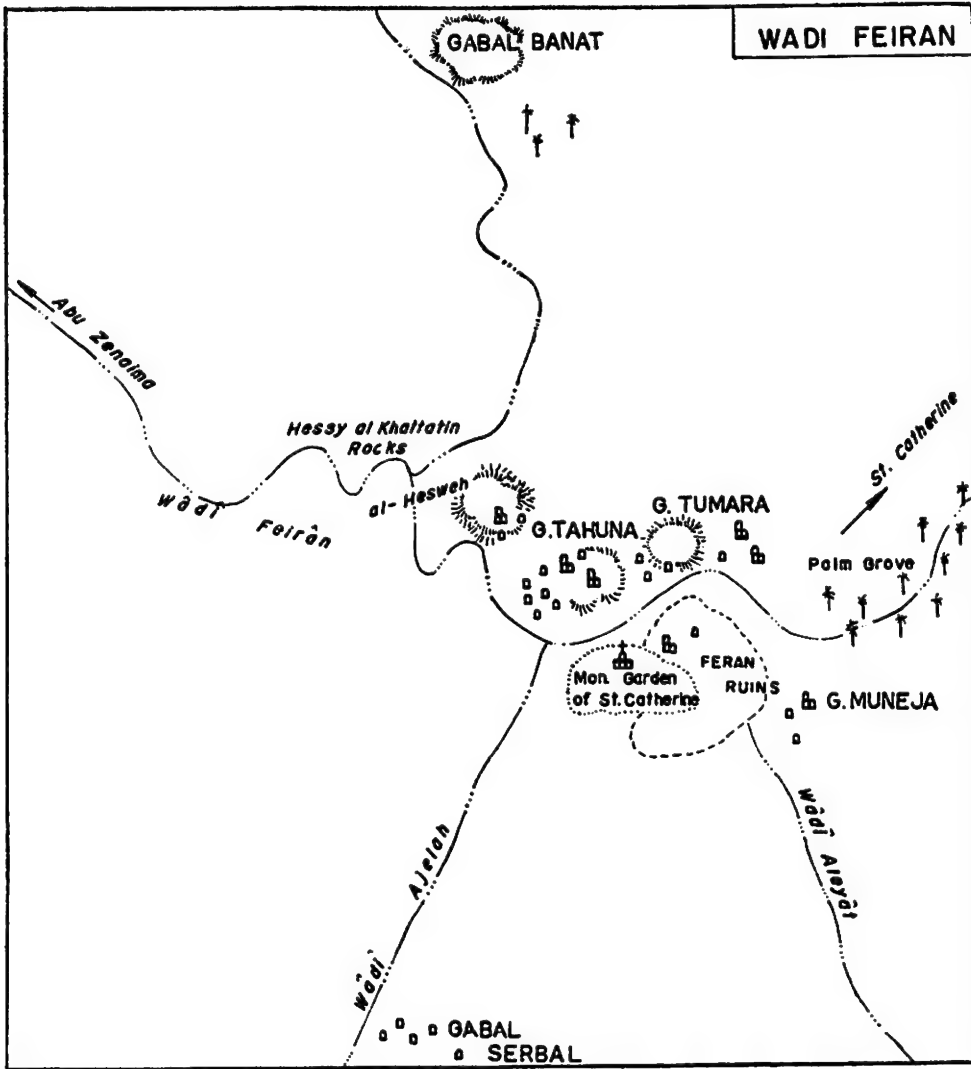 WADI FEIRAN
GABAL BANAT
Abu Zenaima
Hessy al Khattatin
Rocks
Wâdî Feirân
al-Hesweh
St. Catherine
G. TUMARA
G. TAHUNA
Palm Grove
FERAN
RUINS
Mon. Garden
of St. Catherine
G. MUNEJA
Wâdî Aleyât
Wâdî Ajelah
GABAL
SERBAL